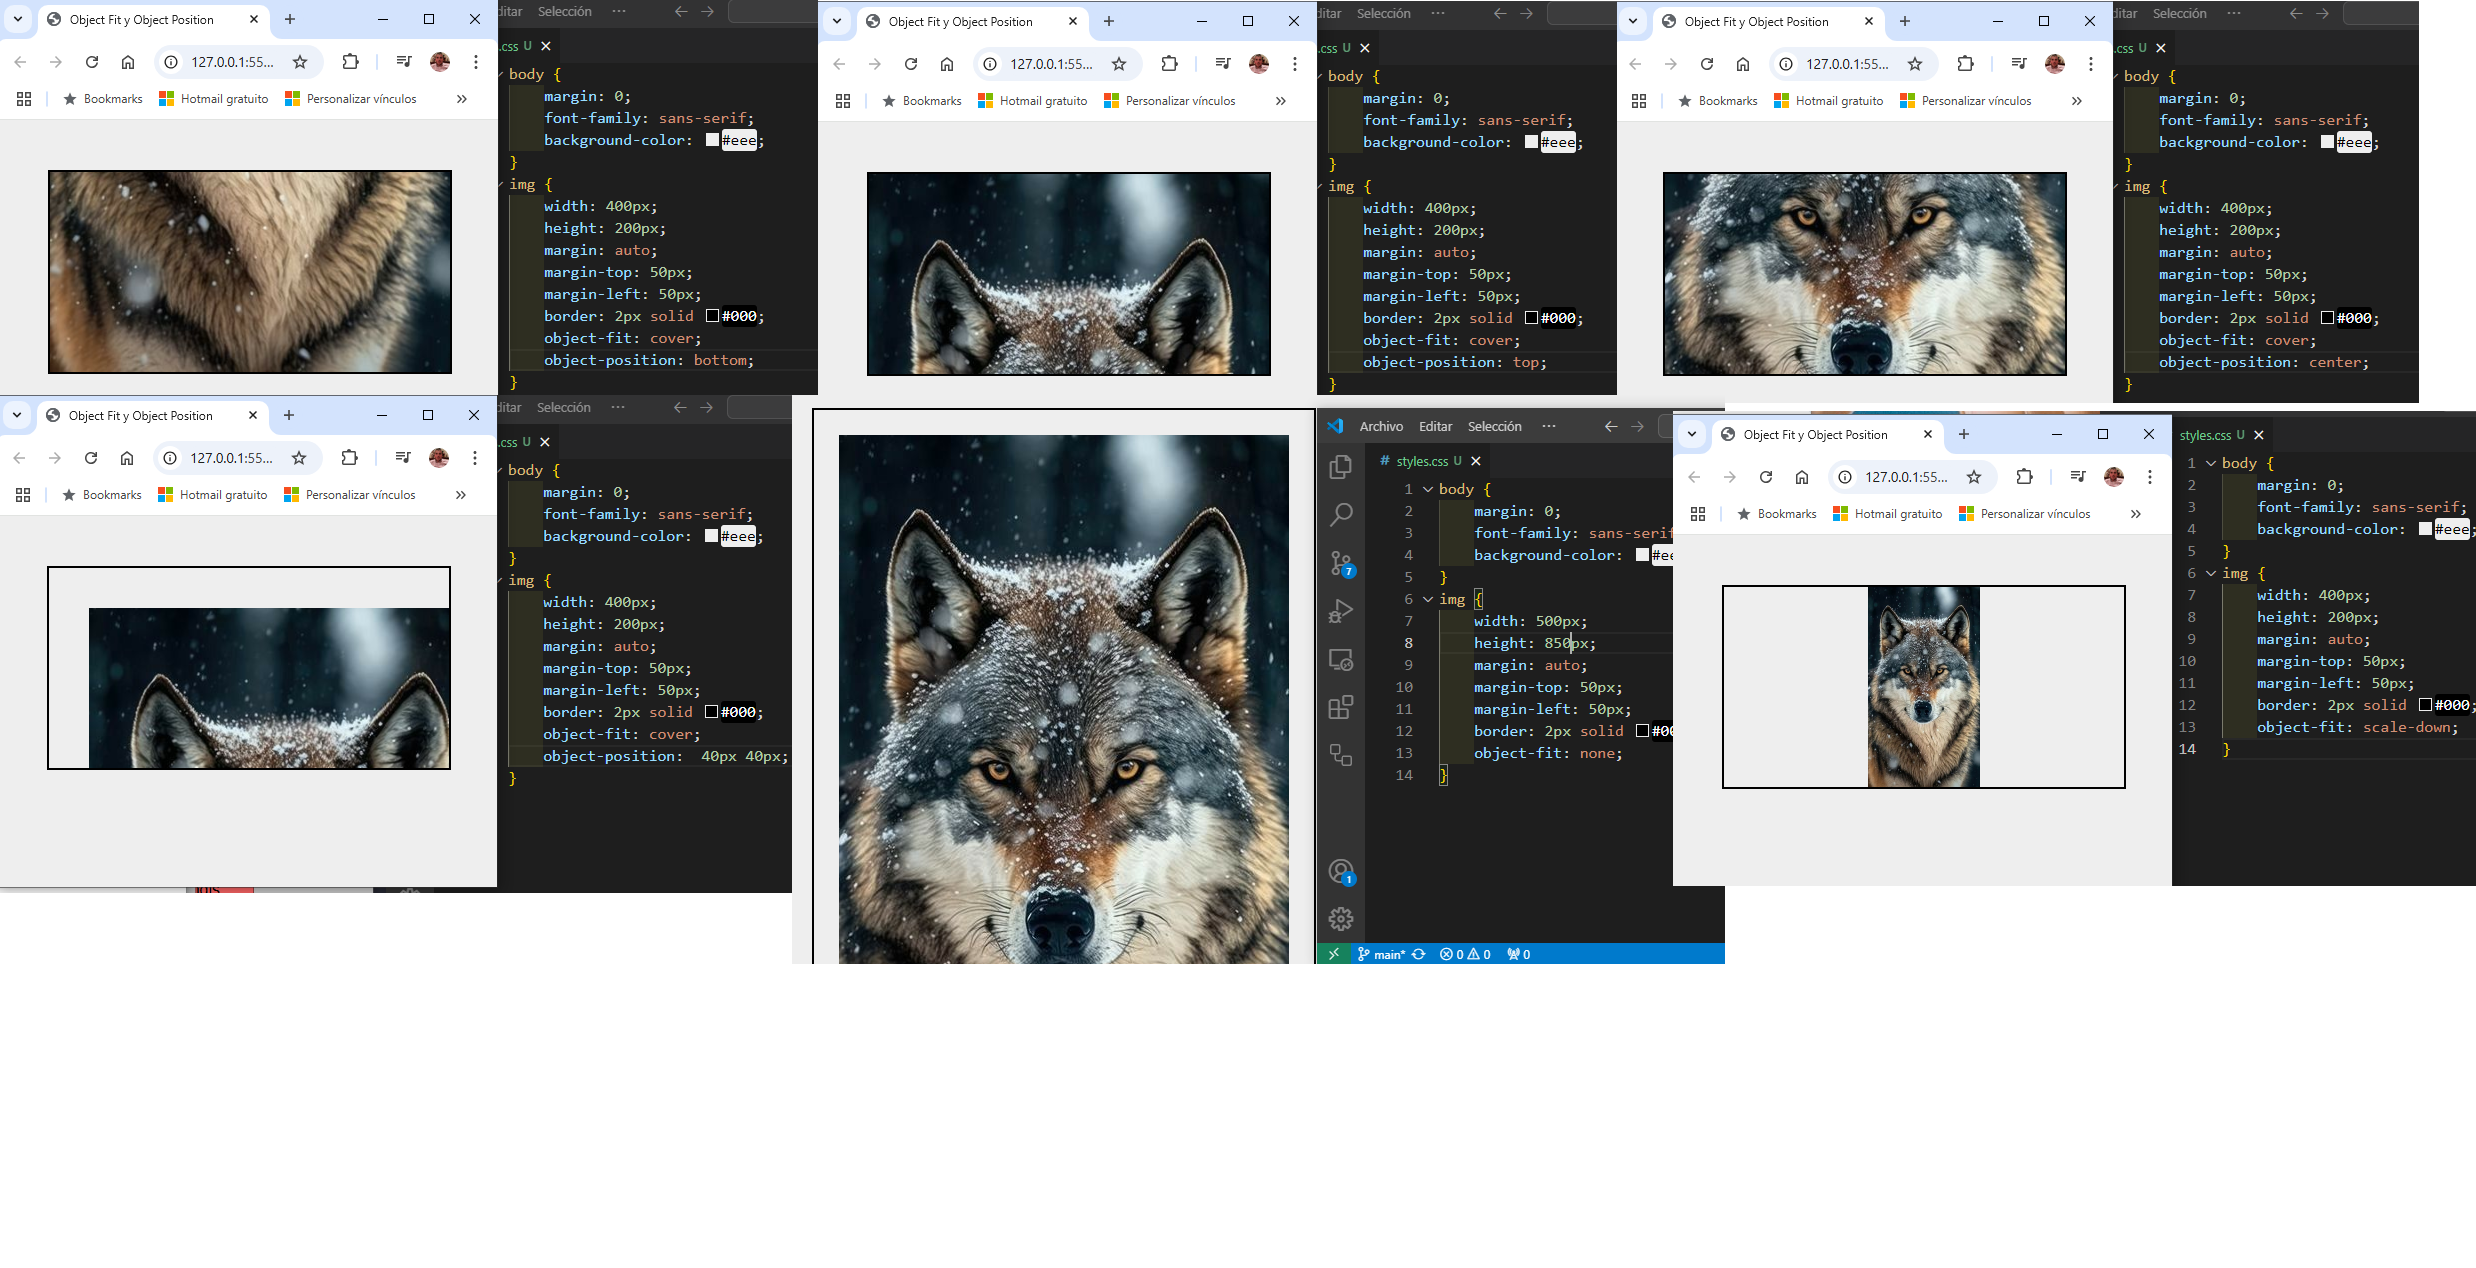 Object Fit y Object Position
127.0.0.1:55...
Bookmarks
Hotmail gratuito
Personalizar vínculos
ditar Selección ···
.css U
body {
margin: 0;
font-family: sans-serif;
background-color: #eee;
}
img {
width: 400px;
height: 200px;
margin: auto;
margin-top: 50px;
margin-left: 50px;
border: 2px solid #000;
object-fit: cover;
object-position: bottom;
}
Object Fit y Object Position
127.0.0.1:55...
Bookmarks
Hotmail gratuito
Personalizar vínculos
ditar Selección ···
.css U
body {
margin: 0;
font-family: sans-serif;
background-color: #eee;
}
img {
width: 400px;
height: 200px;
margin: auto;
margin-top: 50px;
margin-left: 50px;
border: 2px solid #000;
object-fit: cover;
object-position: top;
}
Object Fit y Object Position
127.0.0.1:55...
Bookmarks
Hotmail gratuito
Personalizar vínculos
ditar Selección ···
.css U
body {
margin: 0;
font-family: sans-serif;
background-color: #eee;
}
img {
width: 400px;
height: 200px;
margin: auto;
margin-top: 50px;
margin-left: 50px;
border: 2px solid #000;
object-fit: cover;
object-position: center;
}
Object Fit y Object Position
127.0.0.1:55...
Bookmarks
Hotmail gratuito
Personalizar vínculos
ditar Selección ···
.css U
body {
margin: 0;
font-family: sans-serif;
background-color: #eee;
}
img {
width: 400px;
height: 200px;
margin: auto;
margin-top: 50px;
margin-left: 50px;
border: 2px solid #000;
object-fit: cover;
object-position:  40px 40px;
}
Archivo Editar Selección ···
# styles.css U
1 body {
2 margin: 0;
3 font-family: sans-serif
4 background-color: #ee
5 }
6 img {
7 width: 500px;
8 height: 850px;
9 margin: auto;
10 margin-top: 50px;
11 margin-left: 50px;
12 border: 2px solid #00
13 object-fit: none;
14 }
7
1
main* 0 0 0
Object Fit y Object Position
127.0.0.1:55...
Bookmarks
Hotmail gratuito
Personalizar vínculos
styles.css U
1 body {
2 margin: 0;
3 font-family: sans-serif;
4 background-color: #eee;
5 }
6 img {
7 width: 400px;
8 height: 200px;
9 margin: auto;
10 margin-top: 50px;
11 margin-left: 50px;
12 border: 2px solid #000;
13 object-fit: scale-down;
14 }